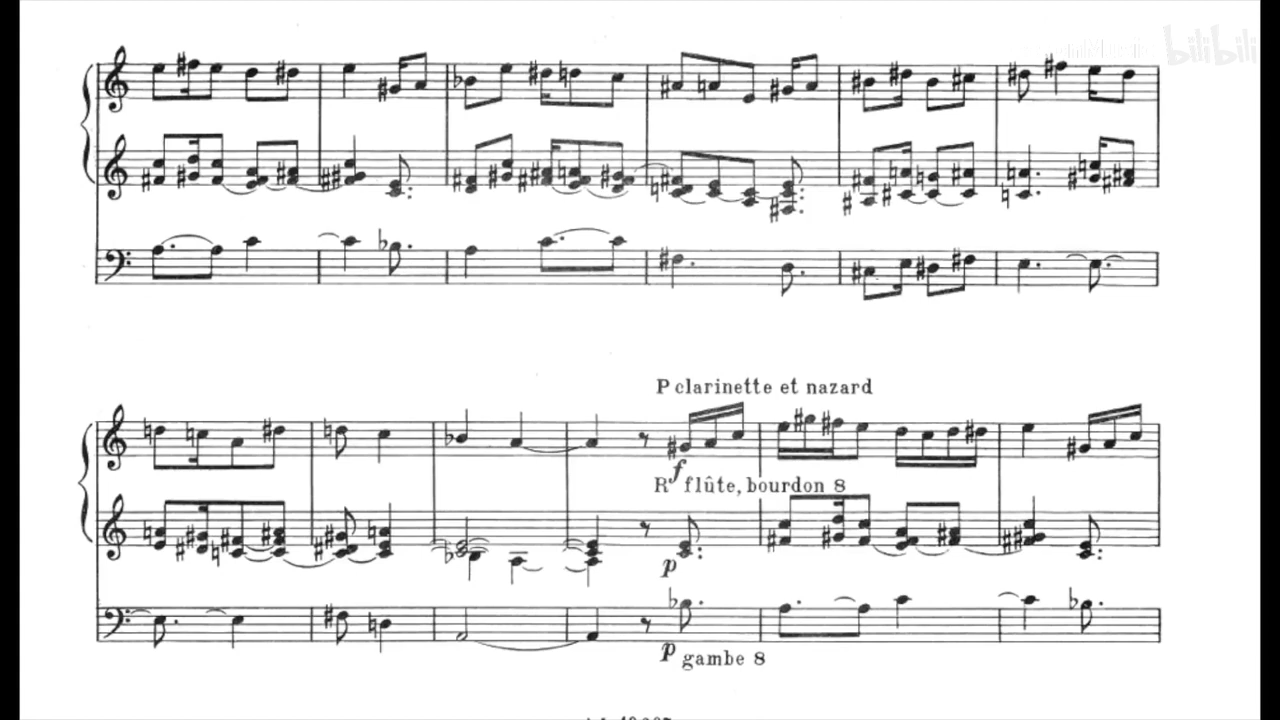 bilibili
P clarinette et nazard
f
R flûte, bourdon 8
p
p gambe 8